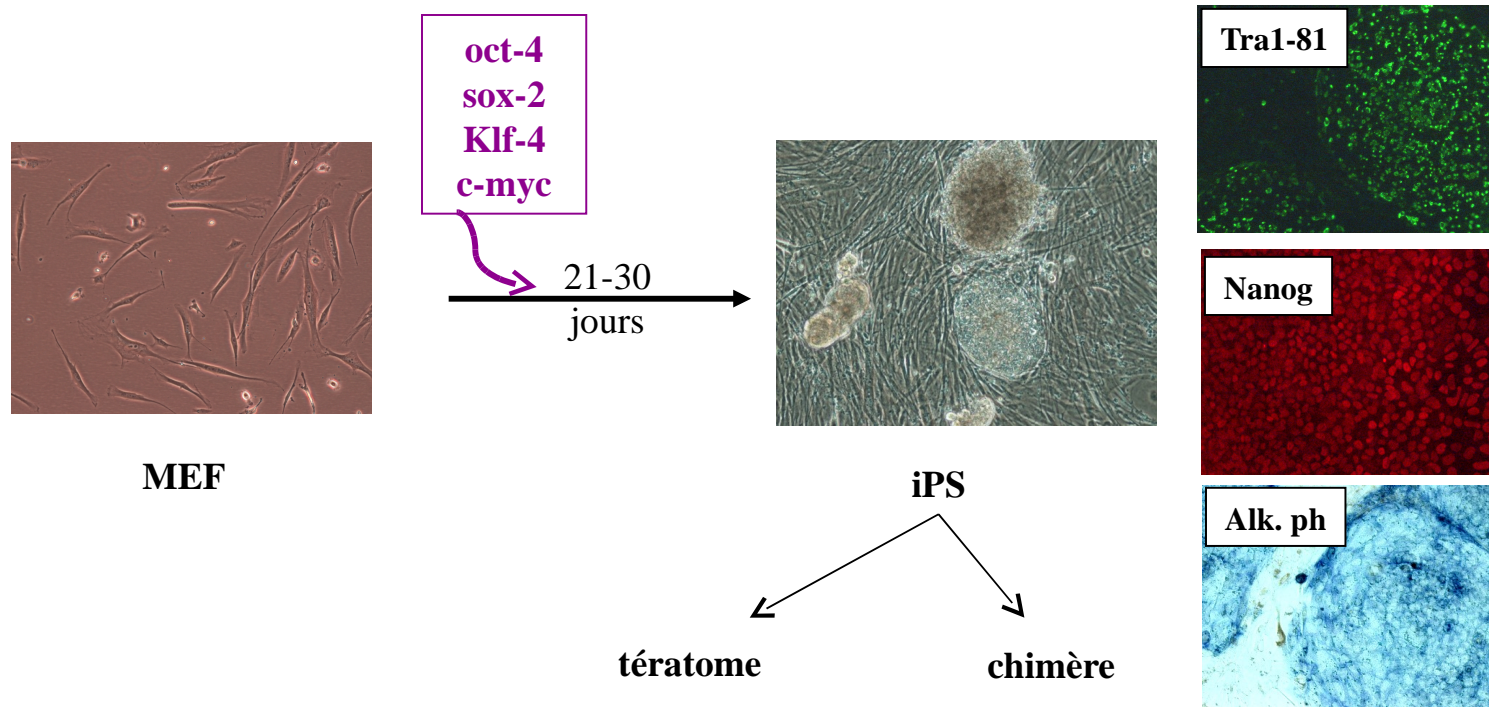 oct-4
sox-2
Klf-4
c-myc
21-30
jours
MEF
iPS
tératome
chimère
Tra1-81
Nanog
Alk. ph